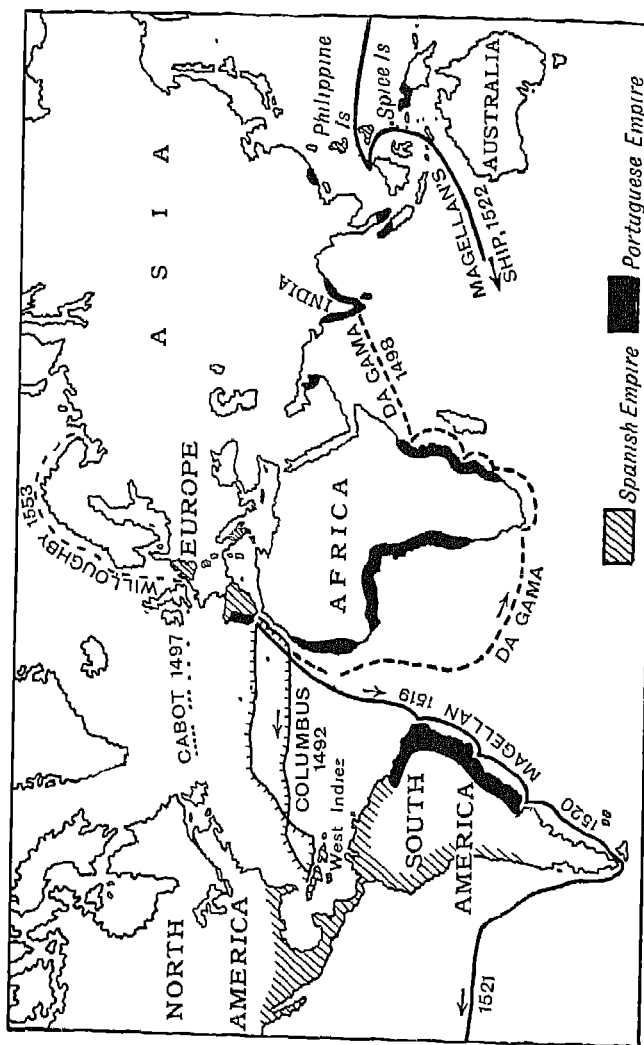 NORTH
AMERICA
CABOT 1497
WILLOUGHBY 1553
EUROPE
A S I A
COLUMBUS
1492
West Indies
AFRICA
INDIA
DA GAMA
1498
Philippine
Is
Spice Is
MAGELLAN'S
SHIP, 1522
AUSTRALIA
SOUTH
AMERICA
MAGELLAN 1519
1520
1521
DA GAMA
DB
Spanish Empire
Portuguese Empire